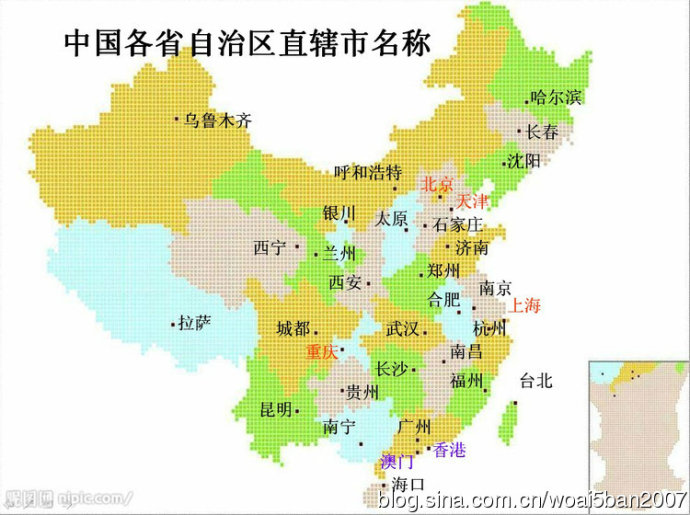 中国各省自治区直辖市名称
哈尔滨
乌鲁木齐
长春
沈阳
呼和浩特
北京
天津
银川
太原
石家庄
西宁
兰州
济南
郑州
西安
南京
合肥
上海
拉萨
城都
武汉
杭州
重庆
南昌
长沙
贵州
福州
台北
昆明
南宁
广州
香港
澳门
海口
昵图网 nipic.com/
blog.sina.com.cn/woaj5ban2007